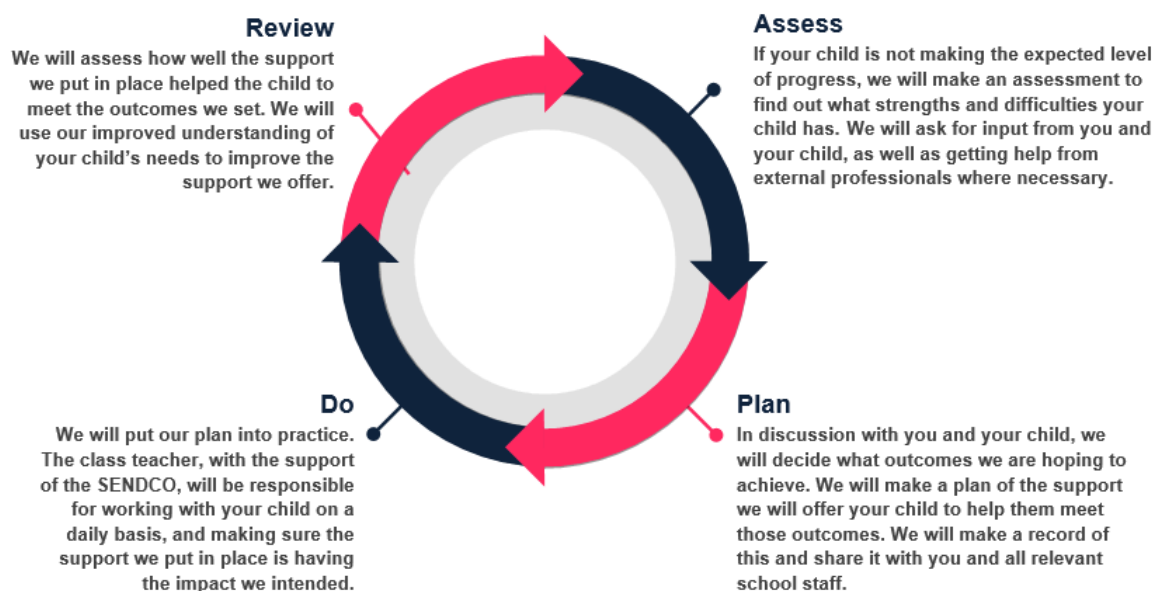 Review
We will assess how well the support
we put in place helped the child to
meet the outcomes we set. We will
use our improved understanding of
your child's needs to improve the
support we offer.
Assess
If your child is not making the expected level
of progress, we will make an assessment to
find out what strengths and difficulties your
child has. We will ask for input from you and
your child, as well as getting help from
external professionals where necessary.
Do
We will put our plan into practice.
The class teacher, with the support
of the SENDCO, will be responsible
for working with your child on a
daily basis, and making sure the
support we put in place is having
the impact we intended.
Plan
In discussion with you and your child, we
will decide what outcomes we are hoping to
achieve. We will make a plan of the support
we will offer your child to help them meet
those outcomes. We will make a record of
this and share it with you and all relevant
school staff.